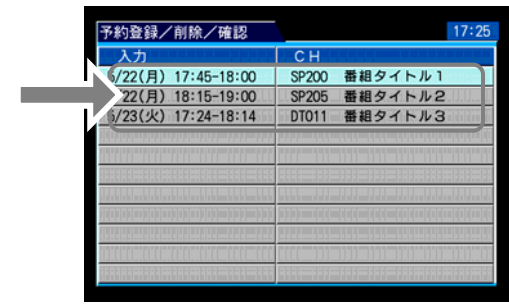 予約登録／削除／確認 17:25
入力 CH
/22(月) 17:45-18:00 SP200 番組タイトル1
22(月) 18:15-19:00 SP205 番組タイトル2
/23(火) 17:24-18:14 DT011 番組タイトル3